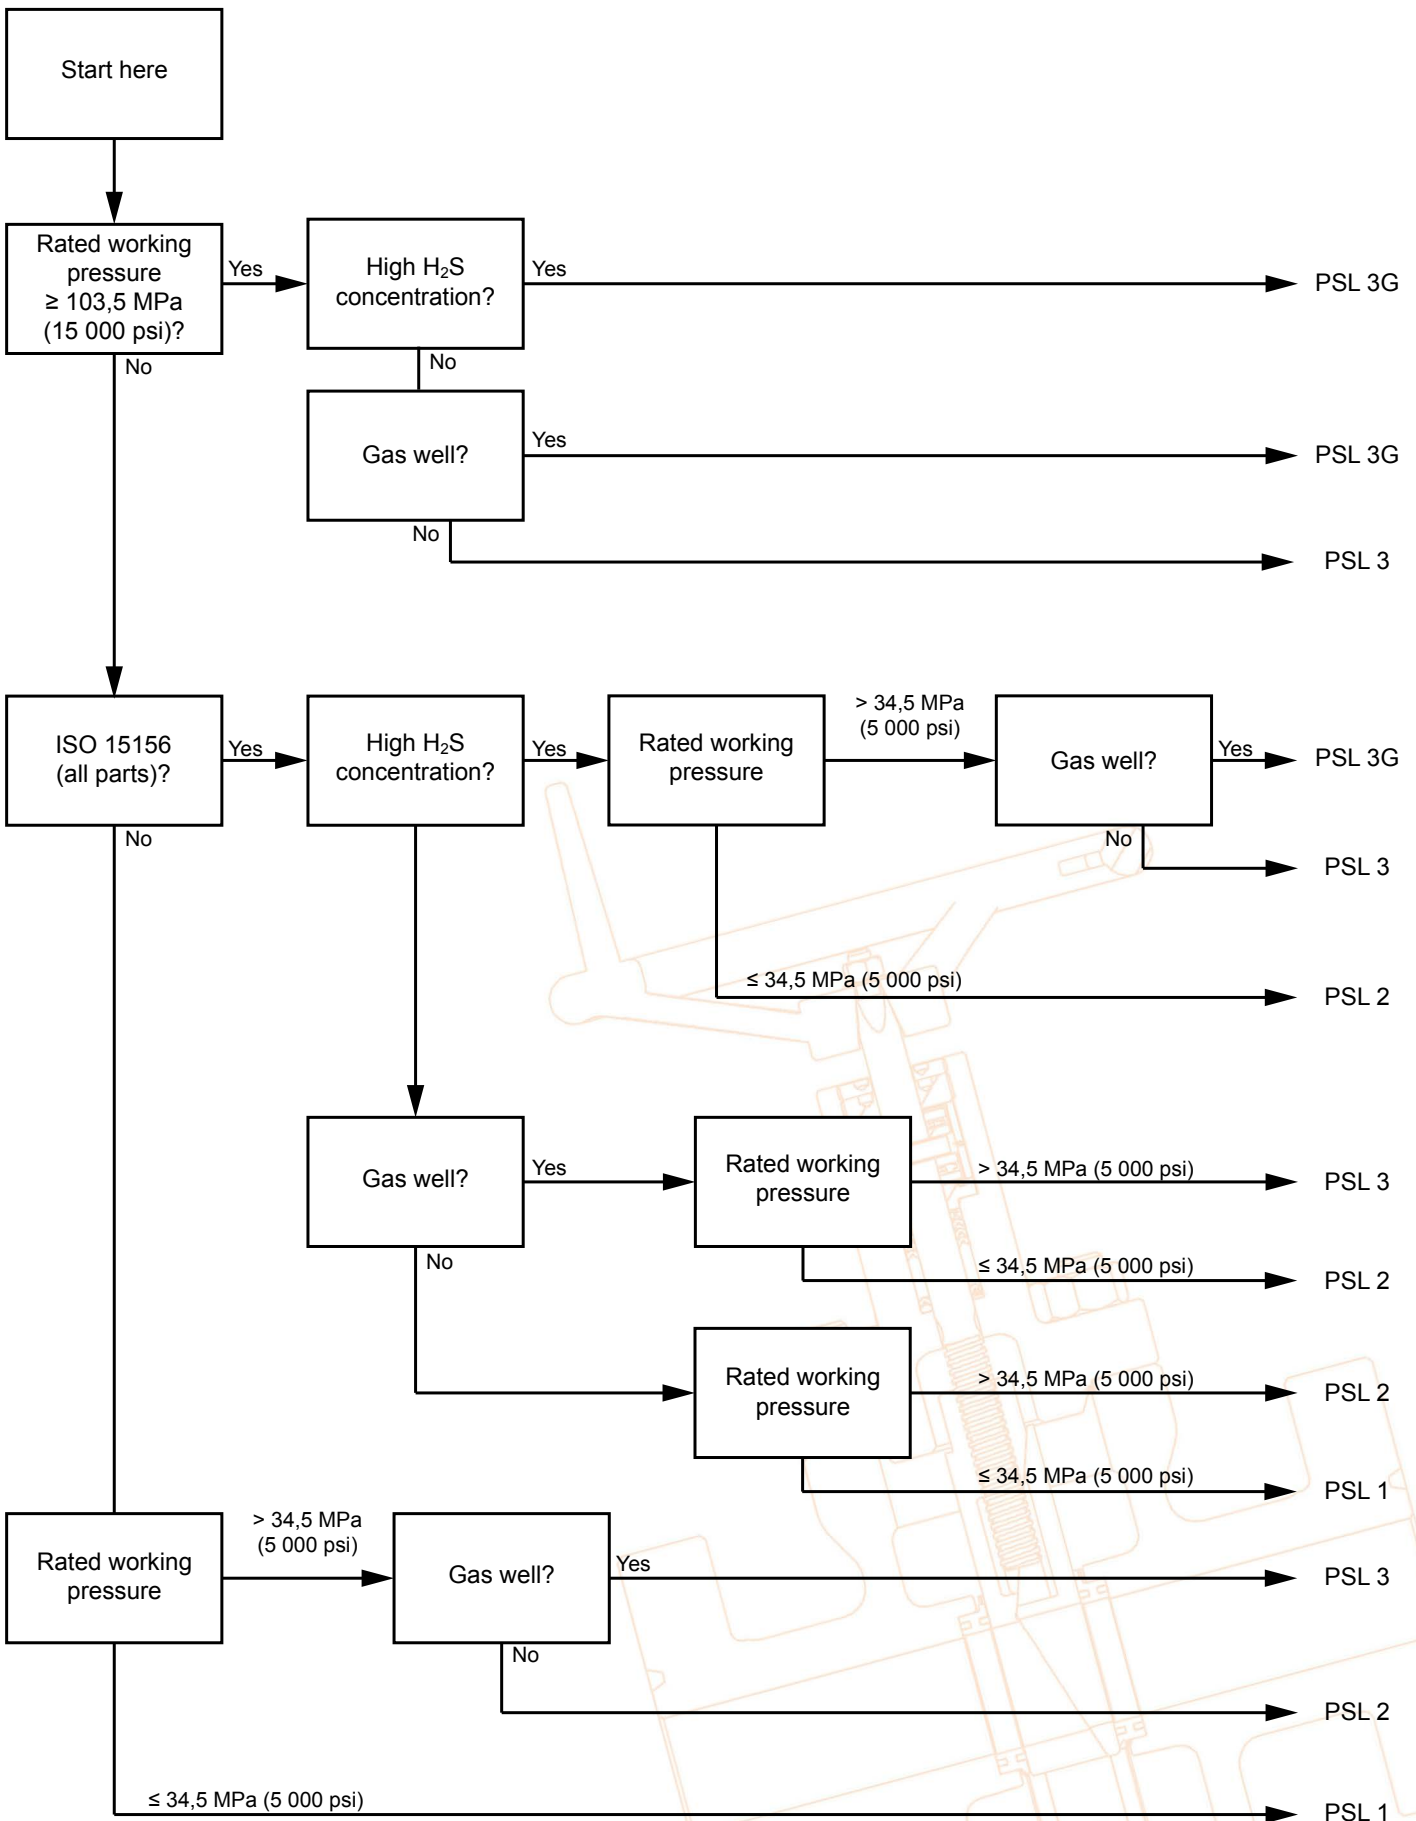 Start here
Rated working
pressure
≥ 103,5 MPa
(15 000 psi)?
Yes
No
High H₂S
concentration?
Yes
PSL 3G
No
Gas well?
Yes
PSL 3G
No
PSL 3
ISO 15156
(all parts)?
Yes
No
High H₂S
concentration?
Yes
Rated working
pressure
> 34,5 MPa
(5 000 psi)
Gas well?
Yes
PSL 3G
No
PSL 3
≤ 34,5 MPa (5 000 psi)
PSL 2
Gas well?
Yes
Rated working
pressure
> 34,5 MPa (5 000 psi)
PSL 3
≤ 34,5 MPa (5 000 psi)
PSL 2
No
Rated working
pressure
> 34,5 MPa (5 000 psi)
PSL 2
≤ 34,5 MPa (5 000 psi)
PSL 1
Rated working
pressure
> 34,5 MPa
(5 000 psi)
Gas well?
Yes
PSL 3
No
PSL 2
≤ 34,5 MPa (5 000 psi)
PSL 1